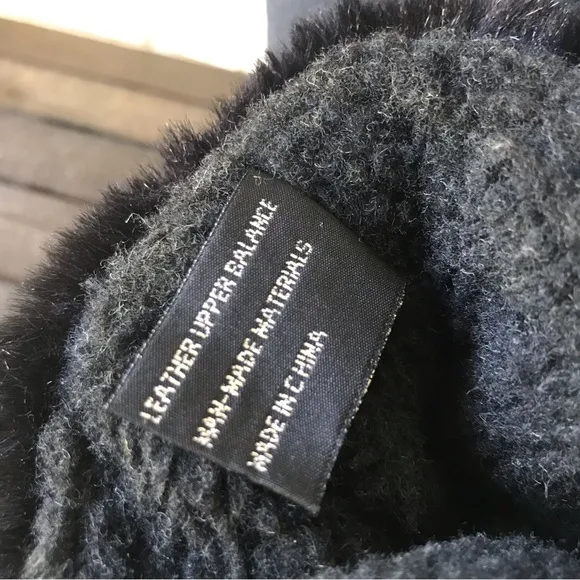 LEATHER UPPER BALANCE
MAN-MADE MATERIALS
MADE IN CHINA